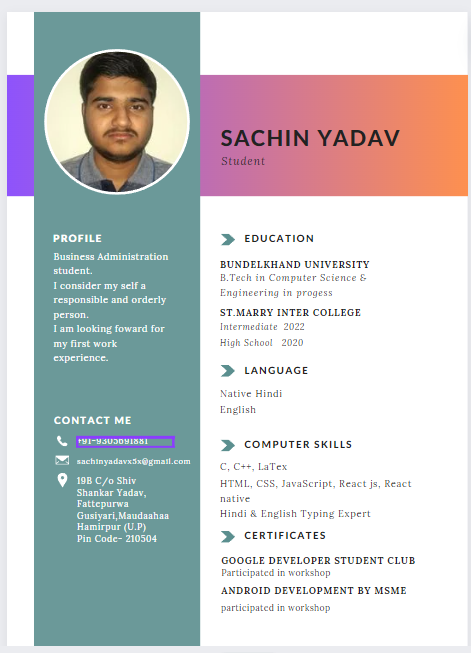 SACHIN YADAV
Student
PROFILE
Business Administration
student.
I consider my self a
responsible and orderly
person.
I am looking foward for
my first work
experience.
CONTACT ME
+91-9305691881
sachinyadavx5x@gmail.com
19B C/o Shiv
Shankar Yadav,
Fattepurwa
Gusiyari,Maudaahaa
Hamirpur (U.P)
Pin Code- 210504
EDUCATION
BUNDELKHAND UNIVERSITY
B.Tech in Computer Science &
Engineering in progess
ST.MARRY INTER COLLEGE
Intermediate 2022
High School 2020
LANGUAGE
Native Hindi
English
COMPUTER SKILLS
C, C++, LaTex
HTML, CSS, JavaScript, React js, React
native
Hindi & English Typing Expert
CERTIFICATES
GOOGLE DEVELOPER STUDENT CLUB
Participated in workshop
ANDROID DEVELOPMENT BY MSME
participated in workshop